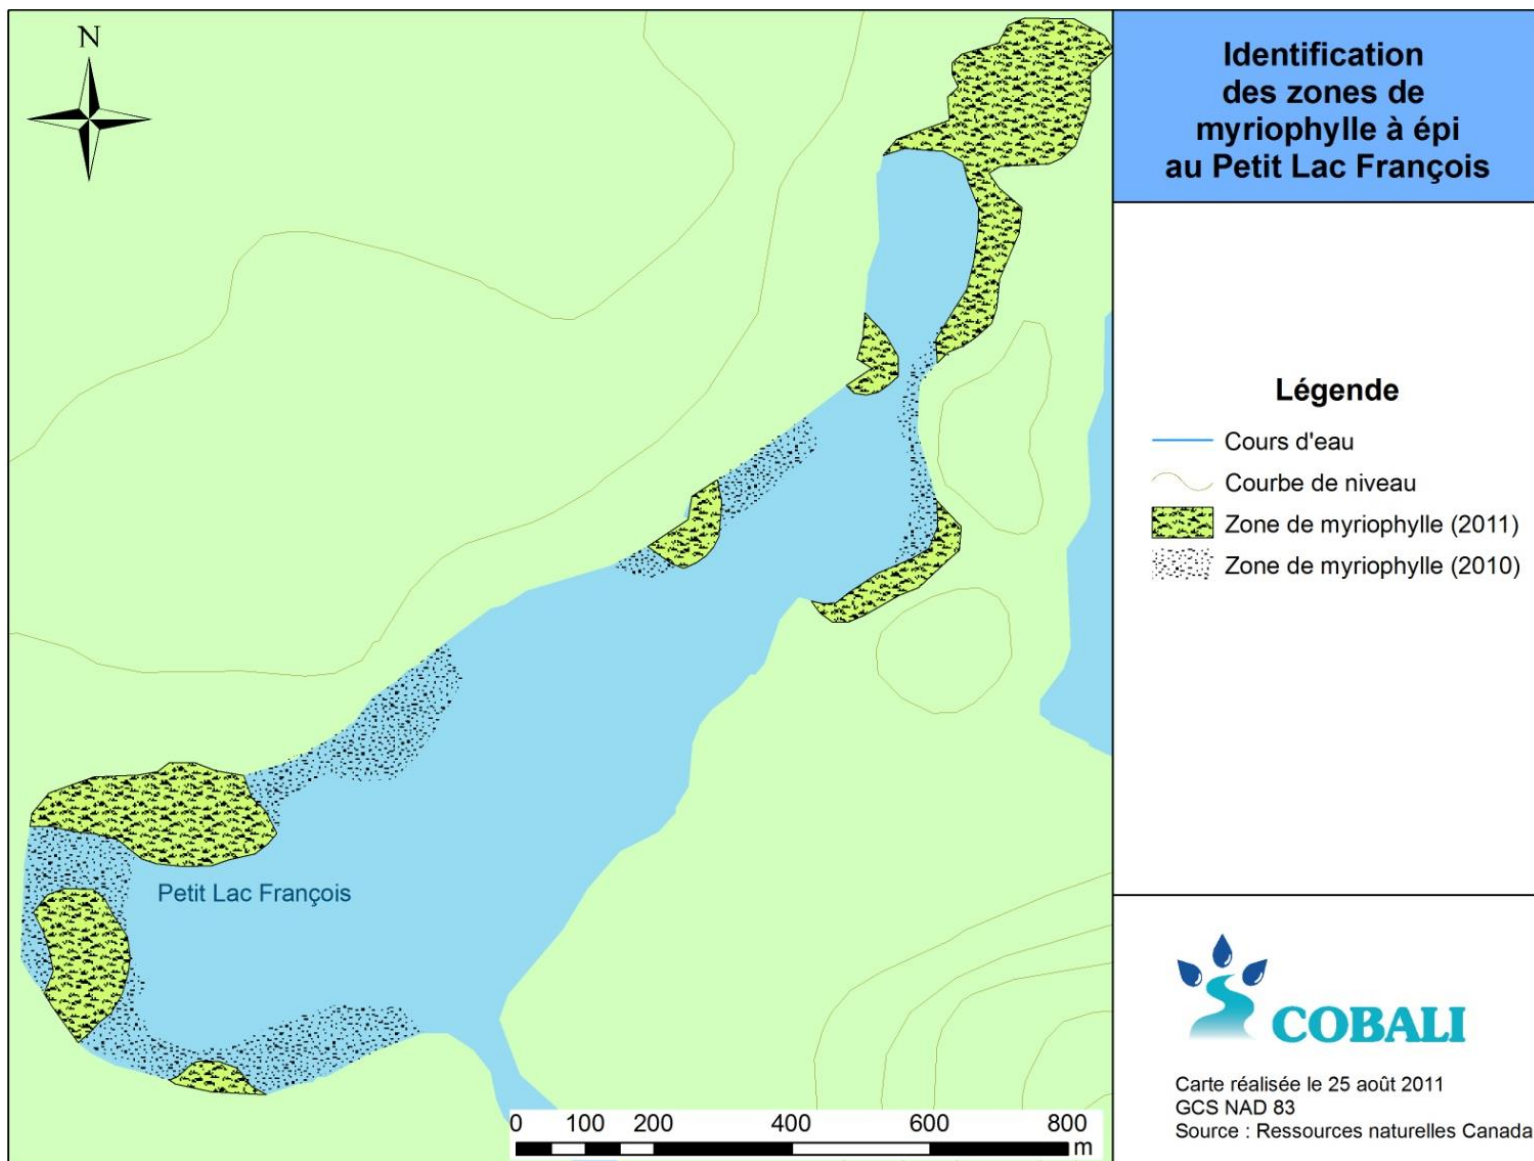 N
Identification
des zones de
myriophylle à épi
au Petit Lac François
Légende
Cours d'eau
Courbe de niveau
Zone de myriophylle (2011)
Zone de myriophylle (2010)
Petit Lac François
0 100 200 400 600 800
m
COBALI
Carte réalisée le 25 août 2011
GCS NAD 83
Source : Ressources naturelles Canada